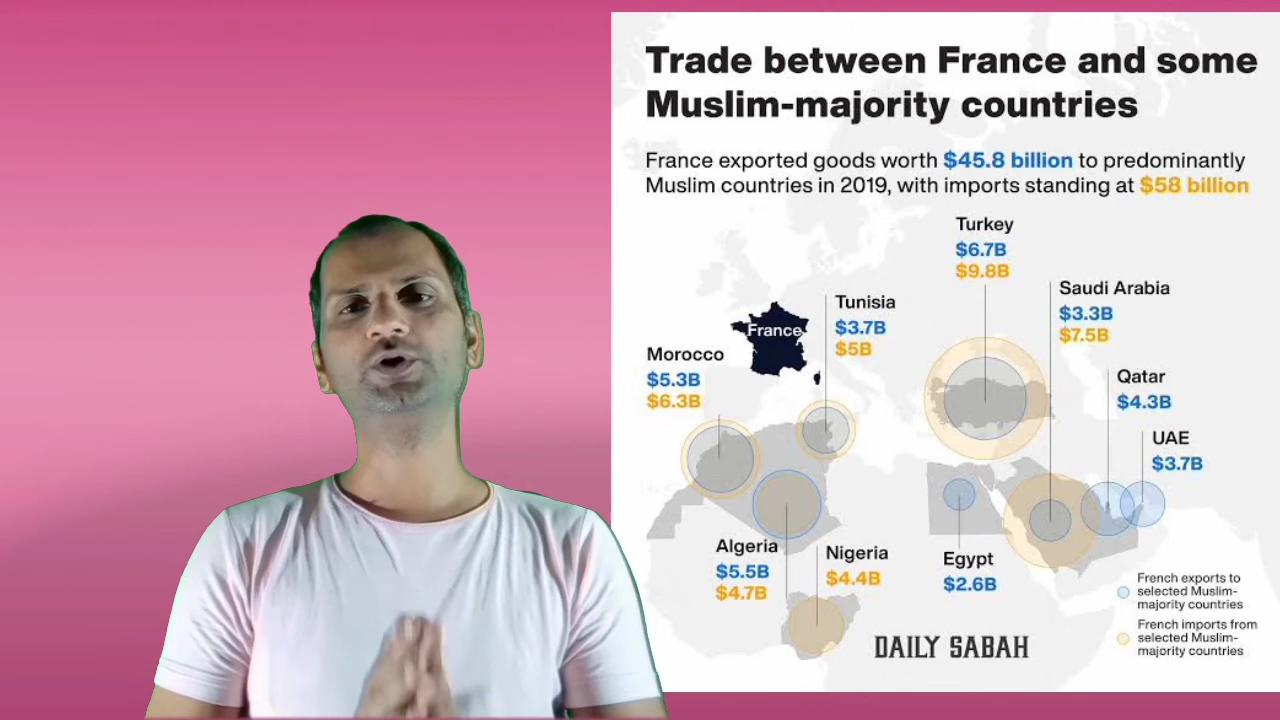 Trade between France and some
Muslim-majority countries
France exported goods worth $45.8 billion to predominantly
Muslim countries in 2019, with imports standing at $58 billion
Turkey
$6.7B
$9.8B
Saudi Arabia
$3.3B
$7.5B
Tunisia
$3.7B
$5B
France
Morocco
$5.3B
$6.3B
Qatar
$4.3B
UAE
$3.7B
Algeria
$5.5B
$4.7B
Nigeria
$4.4B
Egypt
$2.6B
French exports to
selected Muslim-
majority countries
French imports from
selected Muslim-
majority countries
DAILY SABAH